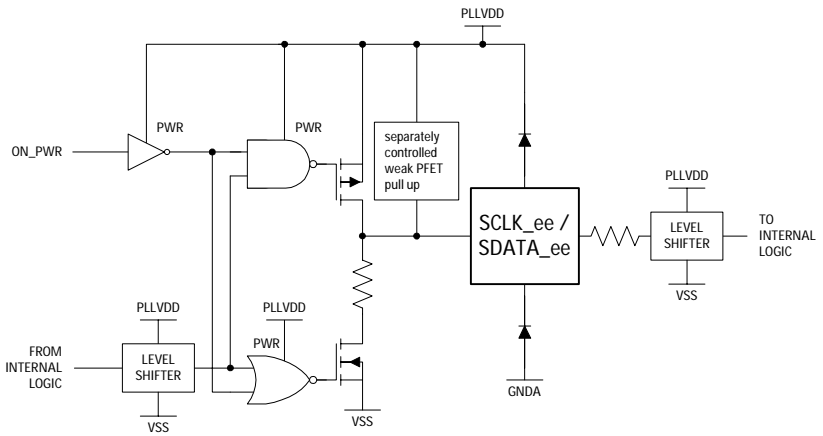 PLLVDD
PWR
PWR
ON_PWR
separately
controlled
weak PFET
pull up
PLLVDD
SCLK_ee /
SDATA_ee
LEVEL
SHIFTER
TO
INTERNAL
LOGIC
VSS
PLLVDD
PLLVDD
PWR
FROM
INTERNAL
LOGIC
LEVEL
SHIFTER
VSS
VSS
GNDA